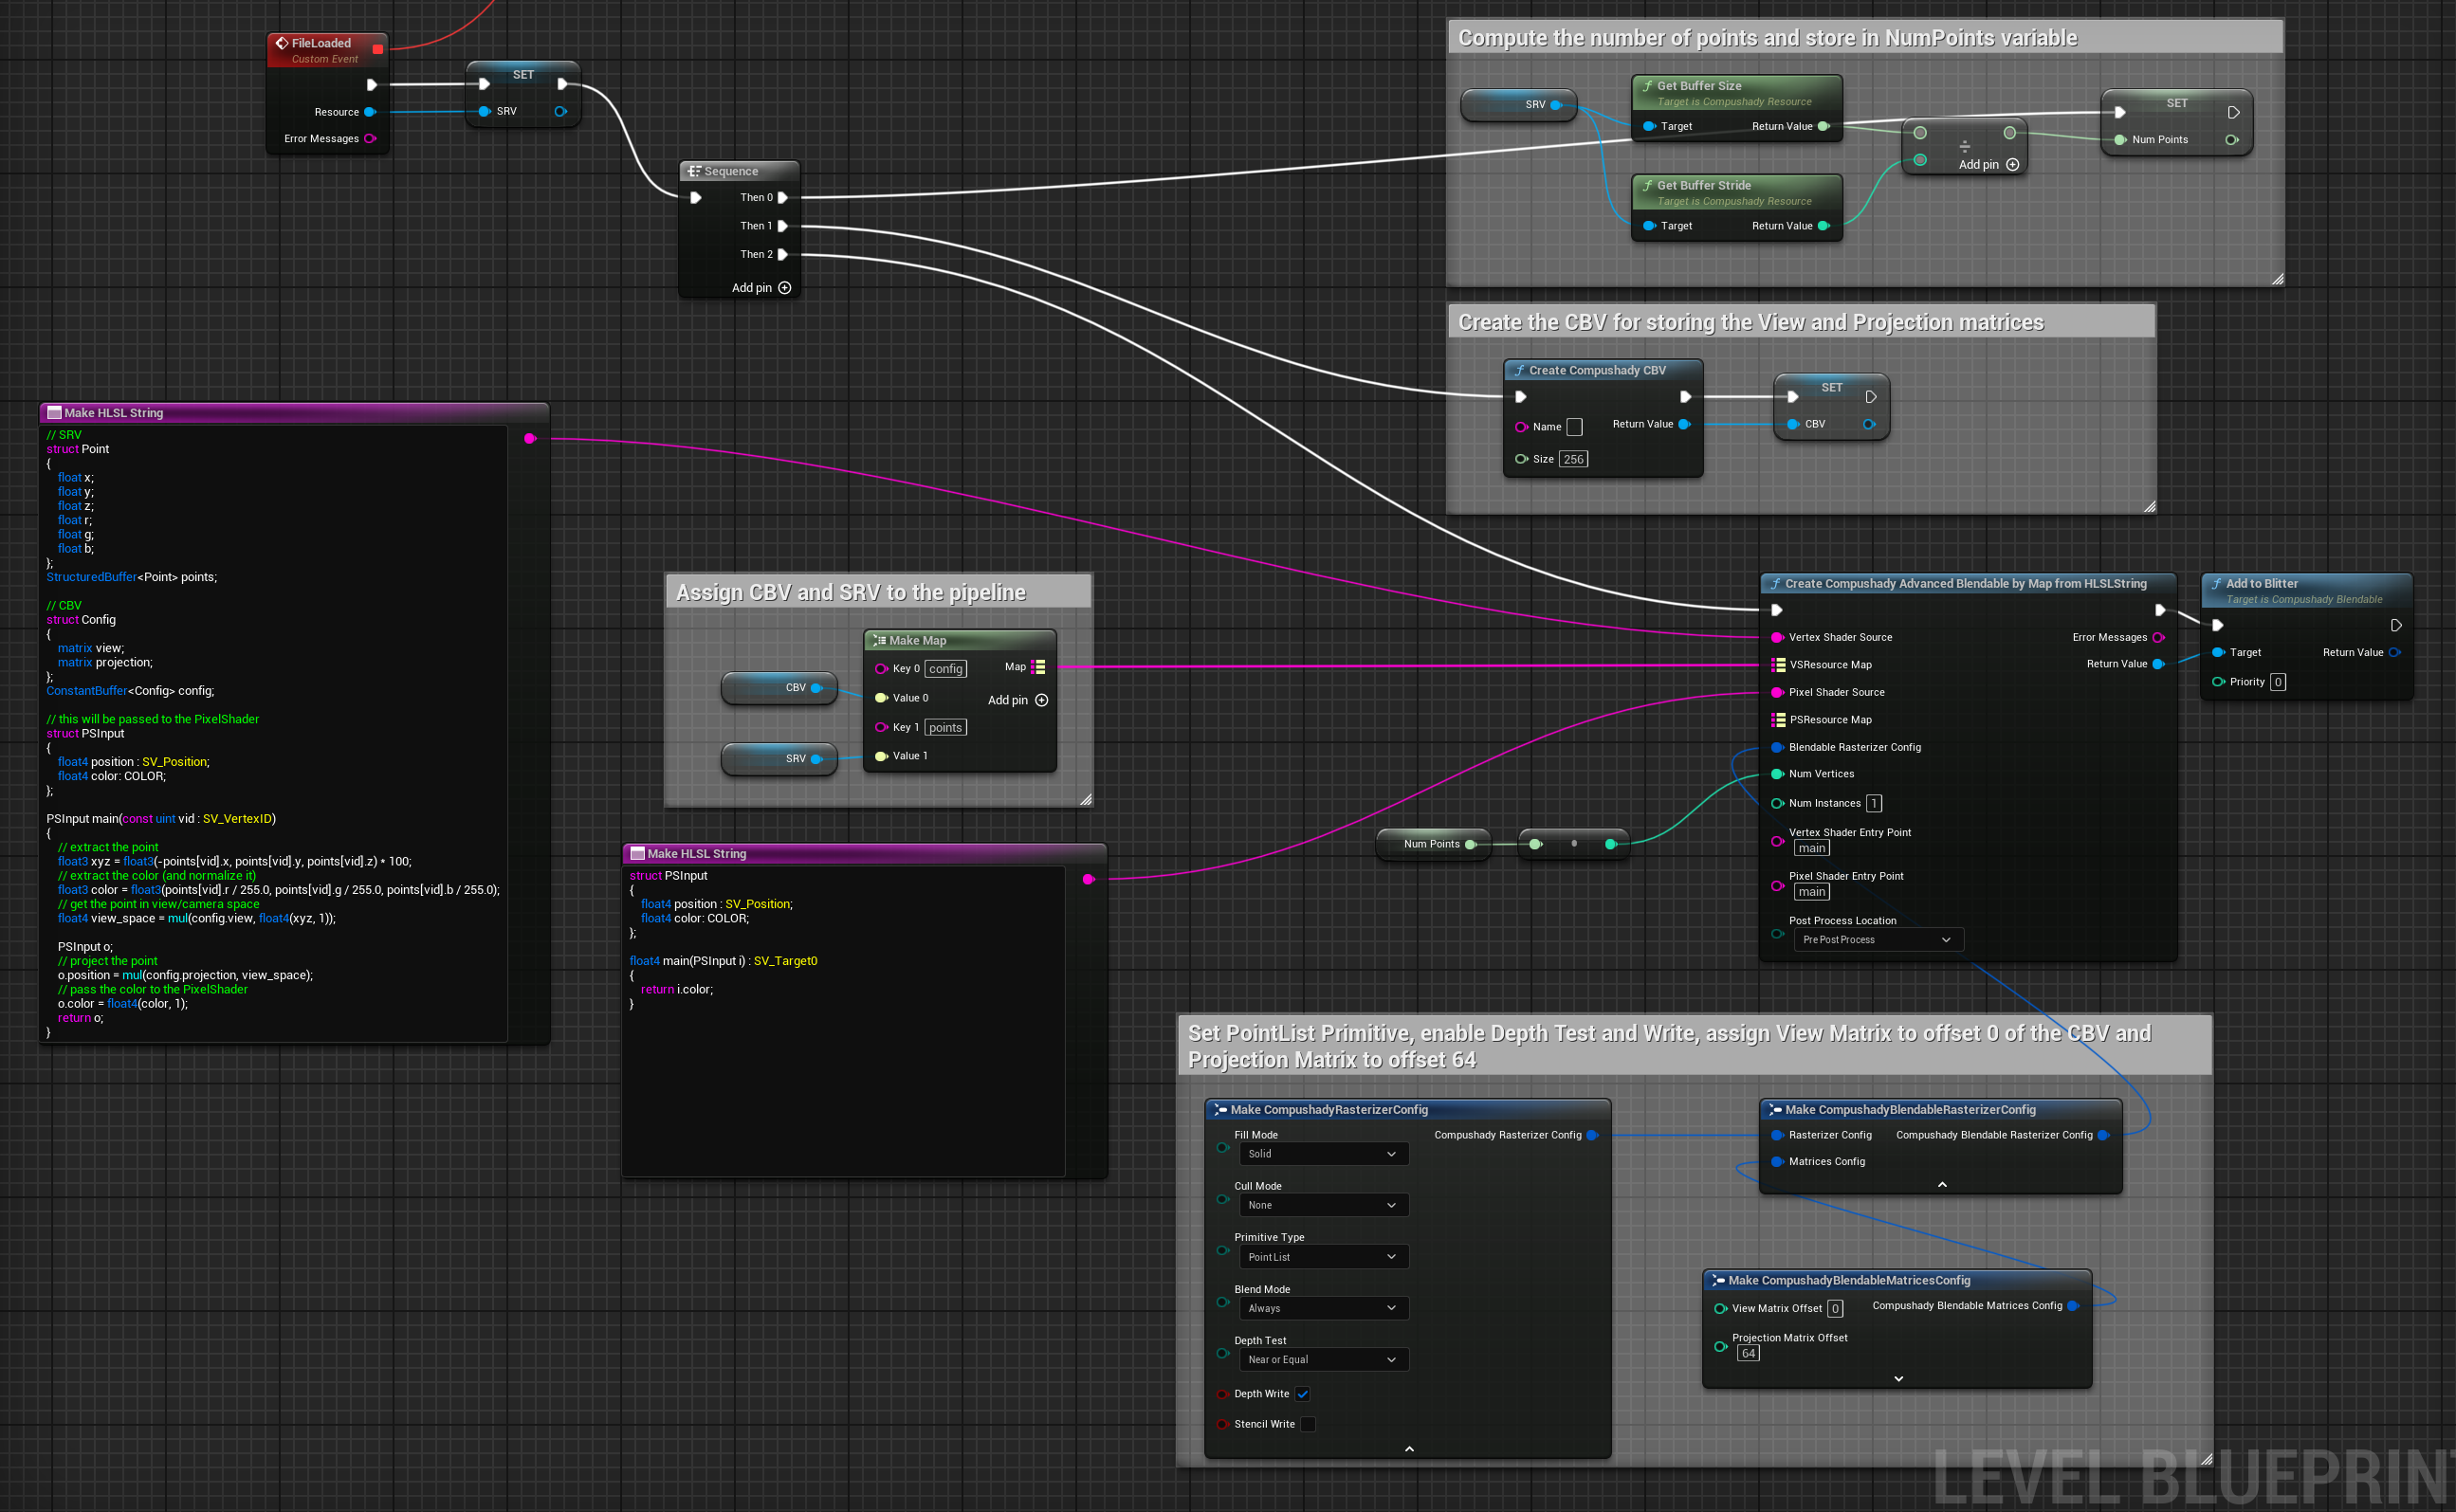 FileLoaded
Custom Event
Resource
Error Messages
SET
SRV
Sequence
Then 0
Then 1
Then 2
Add pin
Compute the number of points and store in NumPoints variable
SRV
Get Buffer Size
Target is Compushady Resource
Target Return Value
Get Buffer Stride
Target is Compushady Resource
Target Return Value
÷
Add pin
SET
Num Points
Create the CBV for storing the View and Projection matrices
Create Compushady CBV
Name Return Value
Size 256
SET
CBV
Make HLSL String
// SRV
struct Point
{
float x;
float y;
float z;
float r;
float g;
float b;
};
StructuredBuffer<Point> points;
// CBV
struct Config
{
matrix view;
matrix projection;
};
ConstantBuffer<Config> config;
// this will be passed to the PixelShader
struct PSInput
{
float4 position : SV_Position;
float4 color: COLOR;
};
PSInput main(const uint vid : SV_VertexID)
{
// extract the point
float3 xyz = float3(-points[vid].x, points[vid].y, points[vid].z) * 100;
// extract the color (and normalize it)
float3 color = float3(points[vid].r / 255.0, points[vid].g / 255.0, points[vid].b / 255.0);
// get the point in view/camera space
float4 view_space = mul(config.view, float4(xyz, 1));
PSInput o;
// project the point
o.position = mul(config.projection, view_space);
// pass the color to the PixelShader
o.color = float4(color, 1);
return o;
}
Assign CBV and SRV to the pipeline
CBV
SRV
Make Map
Key 0 config Map
Value 0 Add pin
Key 1 points
Value 1
Make HLSL String
struct PSInput
{
float4 position : SV_Position;
float4 color: COLOR;
};
float4 main(PSInput i) : SV_Target0
{
return i.color;
}
Num Points
Create Compushady Advanced Blendable by Map from HLSLString
Vertex Shader Source Error Messages
VSResource Map Return Value
Pixel Shader Source
PSResource Map
Blendable Rasterizer Config
Num Vertices
Num Instances 1
Vertex Shader Entry Point
main
Pixel Shader Entry Point
main
Post Process Location
Pre Post Process
Add to Blitter
Target is Compushady Blendable
Target Return Value
Priority 0
Set PointList Primitive, enable Depth Test and Write, assign View Matrix to offset 0 of the CBV and
Projection Matrix to offset 64
Make CompushadyRasterizerConfig
Fill Mode Compushady Rasterizer Config
Solid
Cull Mode
None
Primitive Type
Point List
Blend Mode
Always
Depth Test
Near or Equal
Depth Write
Stencil Write
Make CompushadyBlendableRasterizerConfig
Rasterizer Config Compushady Blendable Rasterizer Config
Matrices Config
Make CompushadyBlendableMatricesConfig
View Matrix Offset 0 Compushady Blendable Matrices Config
Projection Matrix Offset
64
LEVEL BLUEPRIN